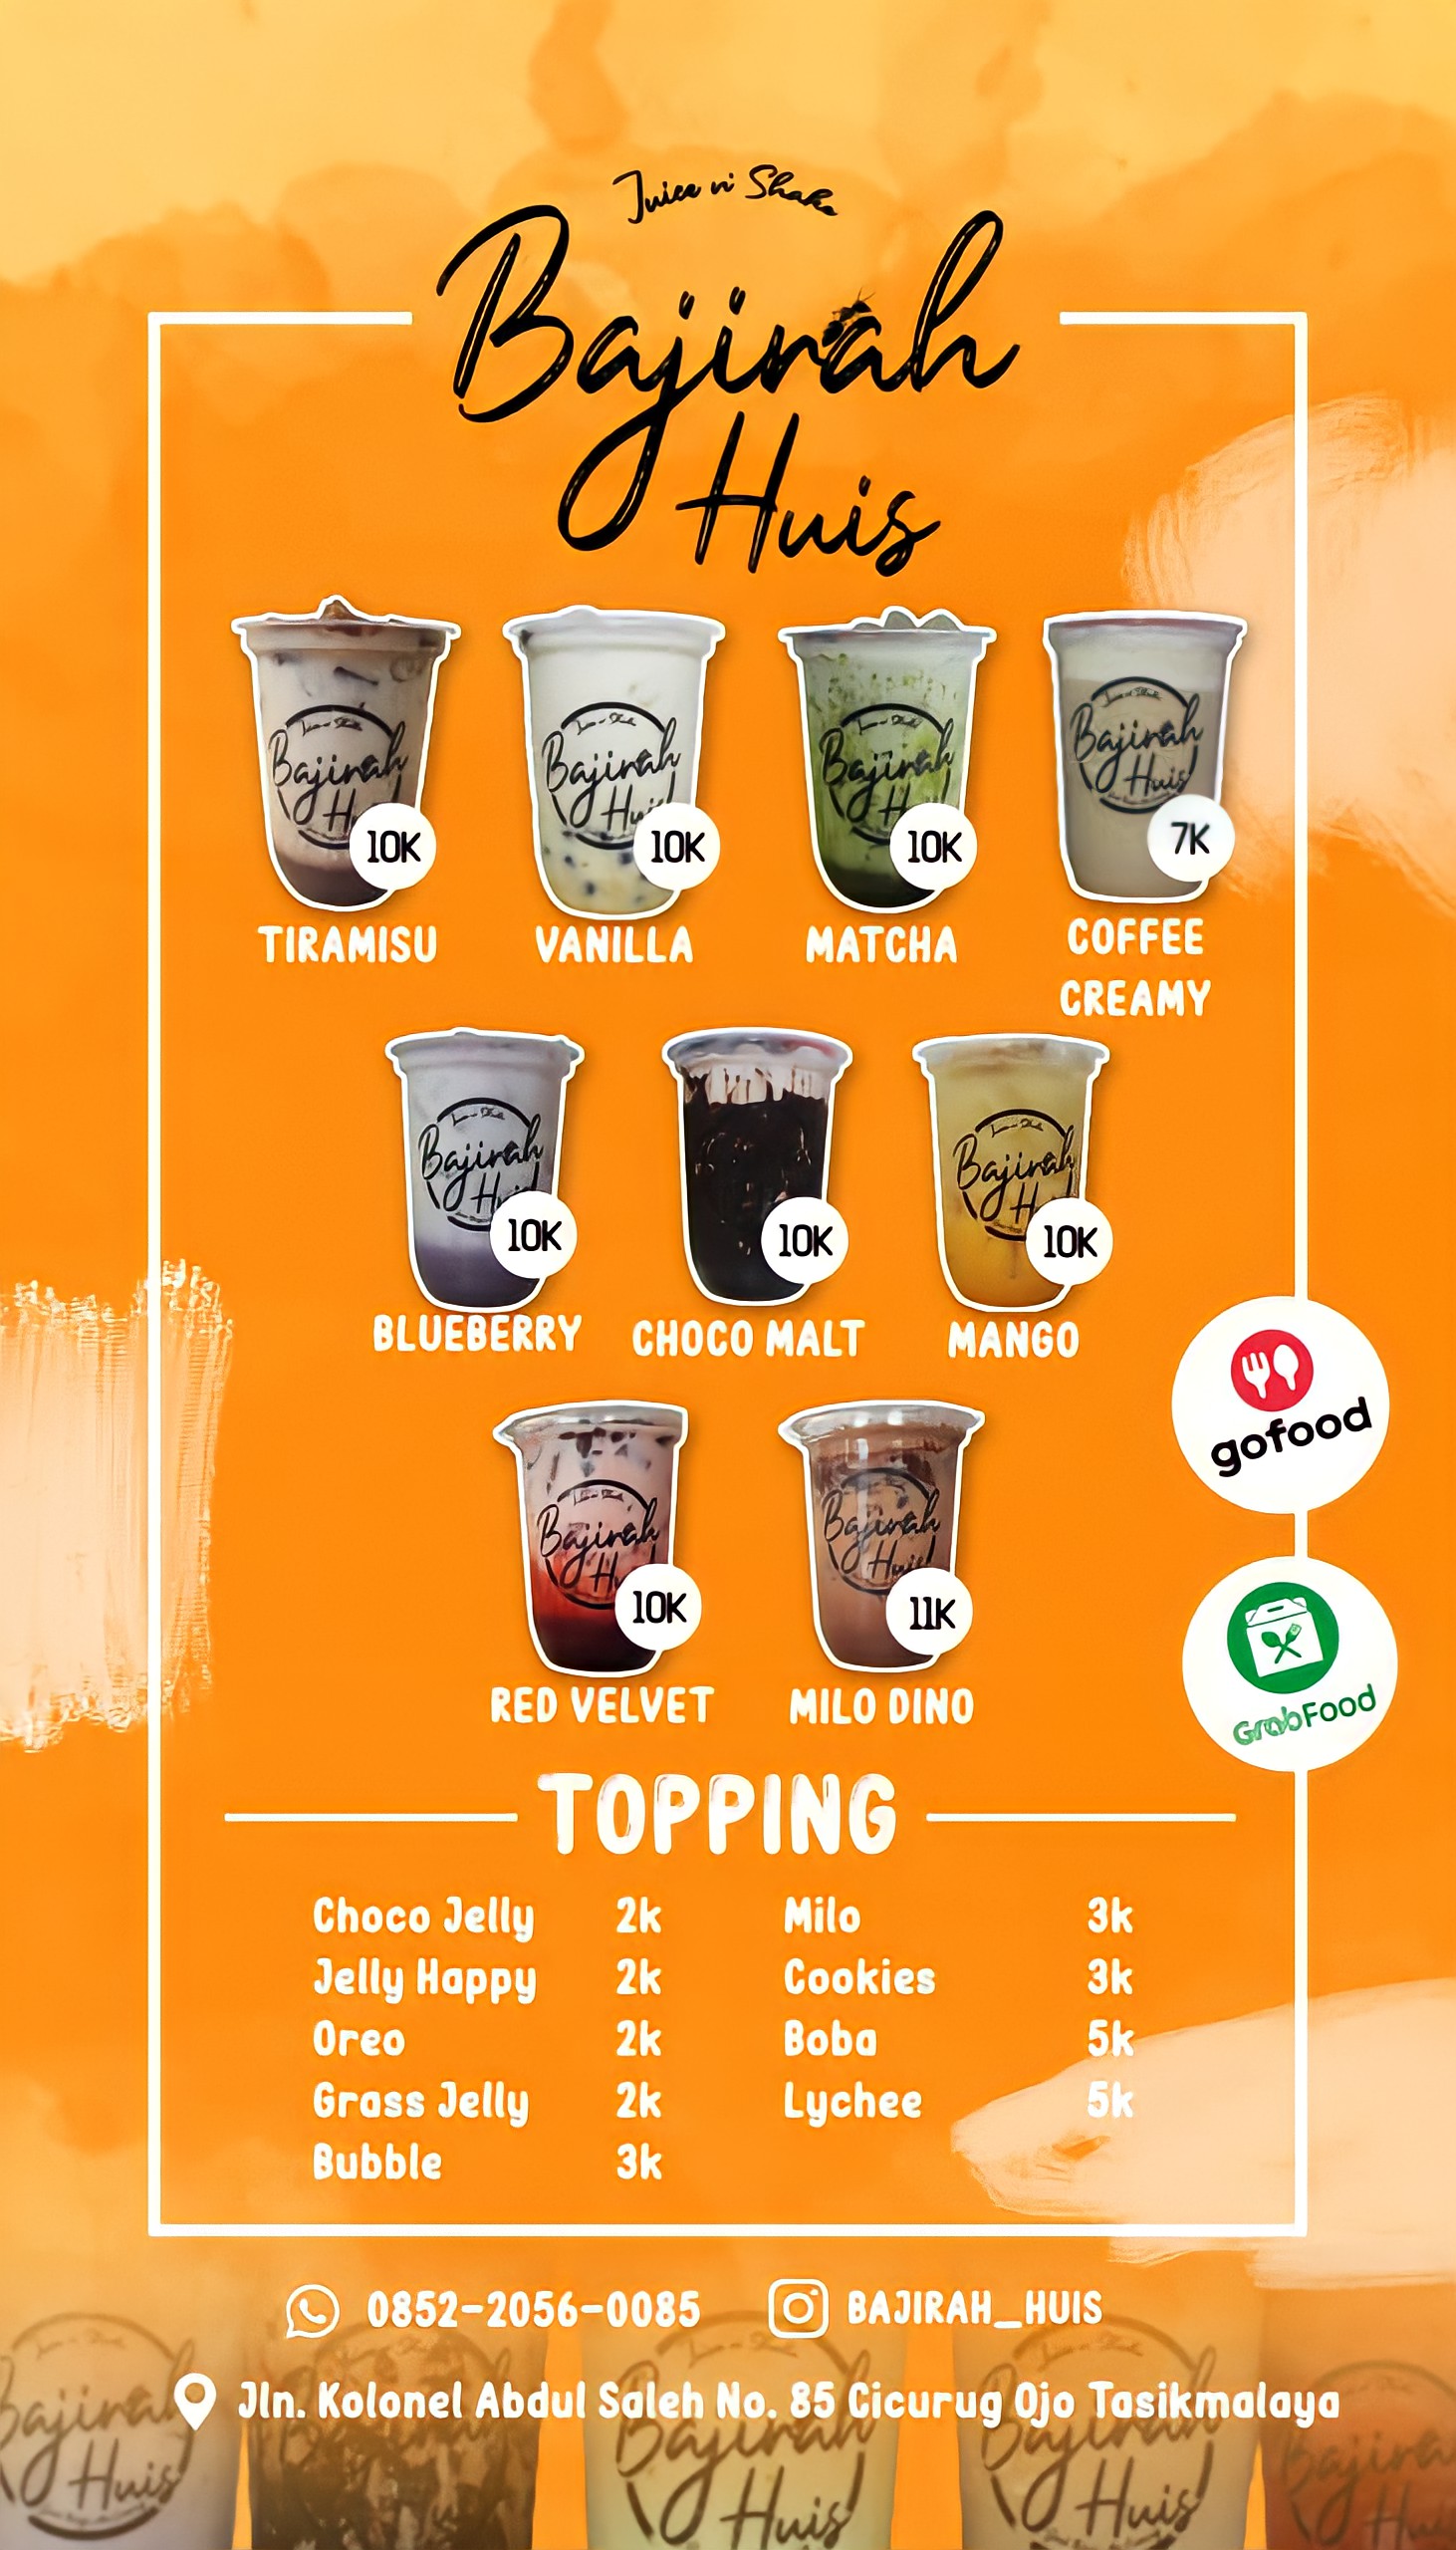 Juice n' Shake
Bajirah
Huis
10K
10K
10K
7K
TIRAMISU
VANILLA
MATCHA
COFFEE
CREAMY
10K
10K
10K
BLUEBERRY
CHOCO MALT
MANGO
gofood
10K
11K
RED VELVET
MILO DINO
GrabFood
TOPPING
Choco Jelly 2k
Jelly Happy 2k
Oreo 2k
Grass Jelly 2k
Bubble 3k
Milo 3k
Cookies 3k
Boba 5k
Lychee 5k
0852-2056-0085
BAJIRAH_HUIS
Jln. Kolonel Abdul Saleh No. 85 Cicurug Ojo Tasikmalaya